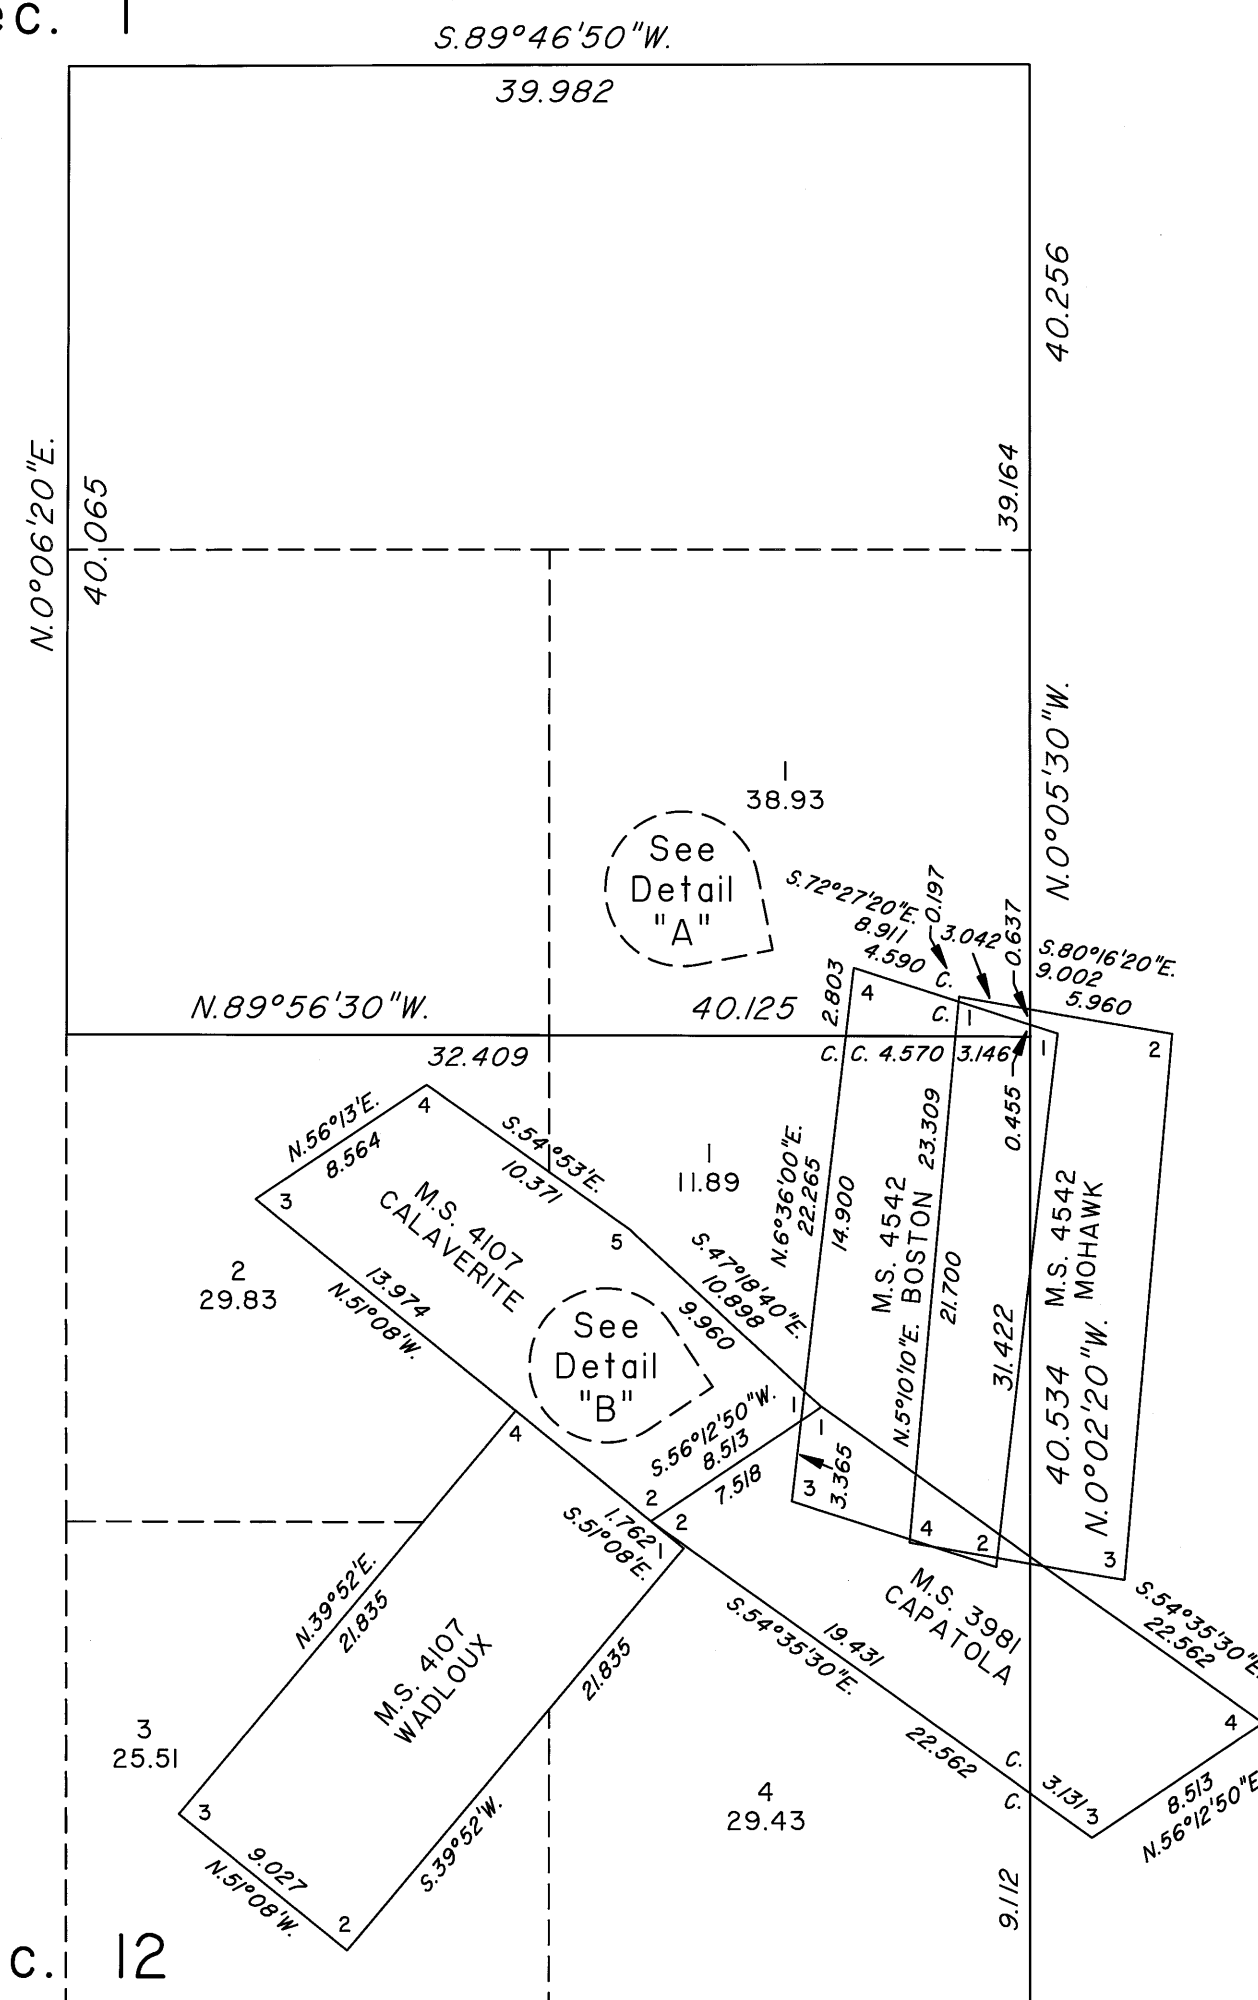 ec. 1
S.89°46'50"W.
39.982
40.256
N.0°06'20"E.
40.065
39.164
N.0°05'30"W.
1
38.93
See
Detail
"A"
S.72°27'20"E.
8.911
4.590
0.197
3.042
0.637
S.80°16'20"E.
9.002
5.960
C.
C.
4
1
2.803
N.89°56'30"W.
40.125
32.409
C. C. 4.570 3.146
0.455
1
2
N.56°13'E.
8.564
4
S.54°53'E.
10.371
3
M.S. 4107
CALAVERITE
5
1
11.89
N.6°36'00"E.
22.265
14.900
M.S. 4542
BOSTON
23.309
N.5°10'10"E.
21.700
31.422
M.S. 4542
MOHAWK
40.534
N.0°02'20"W.
2
29.83
13.974
N.51°08'W.
S.47°18'40"E.
10.898
9.960
See
Detail
"B"
S.56°12'50"W.
8.513
7.518
1
1
3
3.365
4
2
2
1.762
S.51°08'E.
1
2
4
3
N.39°52'E.
21.835
M.S. 4107
WADLOUX
21.835
S.39°52'W.
M.S. 3981
CAPATOLA
S.54°35'30"E.
22.562
19.431
S.54°35'30"E.
22.562
C.
C.
3.131
3
4
8.513
N.56°12'50"E
3
25.51
3
9.027
N.51°08'W.
2
4
29.43
9.112
c. 12